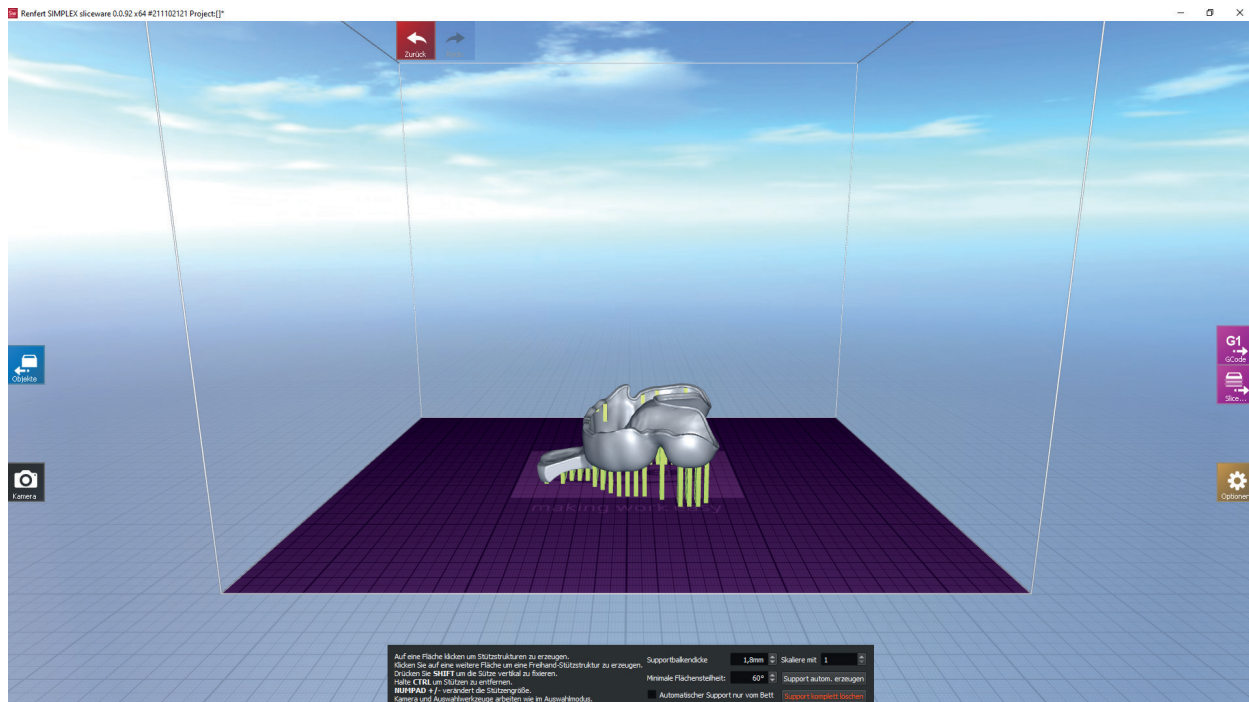 Renfert SIMPLEX sliceware 0.0.92 x64 #211102121 Project:[]*
Zurück
Objekte
G1
GCode
Slice...
Kamera
Optionen
making work easy
Auf eine Fläche klicken um Stützstrukturen zu erzeugen.
Klicken Sie auf eine weitere Fläche um eine Freihand-Stützstruktur zu erzeugen.
Drücken Sie SHIFT um die Sütze vertikal zu fixieren.
Halte CTRL um Stützen zu entfernen.
NUMPAD +/- verändert die Stützengröße.
Kamera und Auswahlwerkzeuge arbeiten wie im Auswahlmodus.
Supportbalkendicke 1,8mm Skaliere mit 1
Minimale Flächensteilheit: 60° Support autom. erzeugen
Automatischer Support nur vom Bett Support komplett löschen